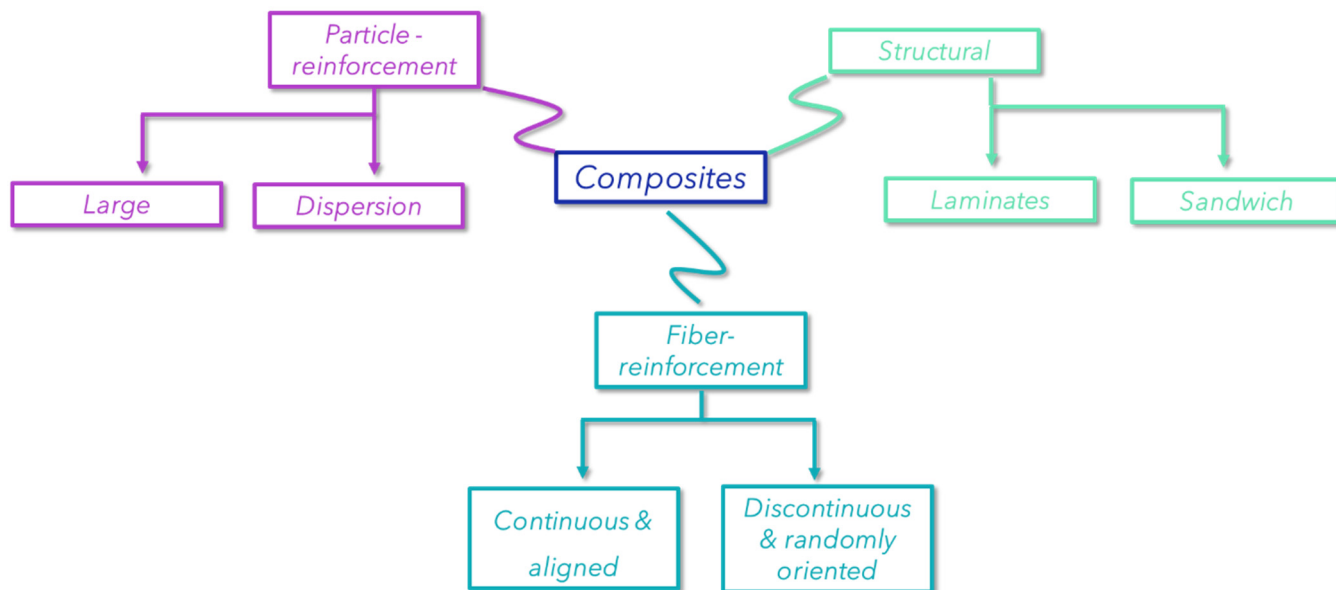 Particle -
reinforcement
Structural
Composites
Large
Dispersion
Laminates
Sandwich
Fiber-
reinforcement
Continuous &
aligned
Discontinuous
& randomly
oriented